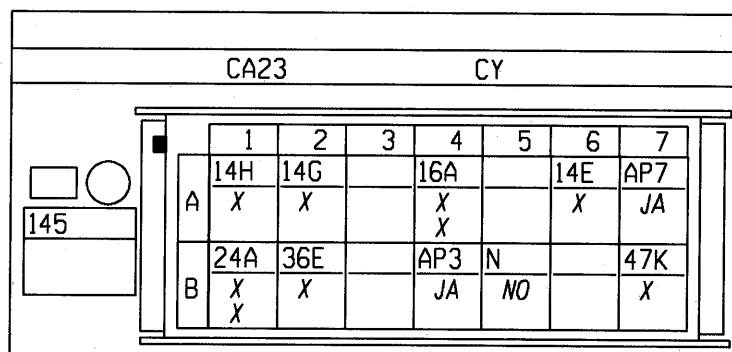 CA23 CY
1 2 3 4 5 6 7
14H 14G 16A 14E AP7
A X X X X JA
X
145
24A 36E AP3 N 47K
B X X JA NO X
X